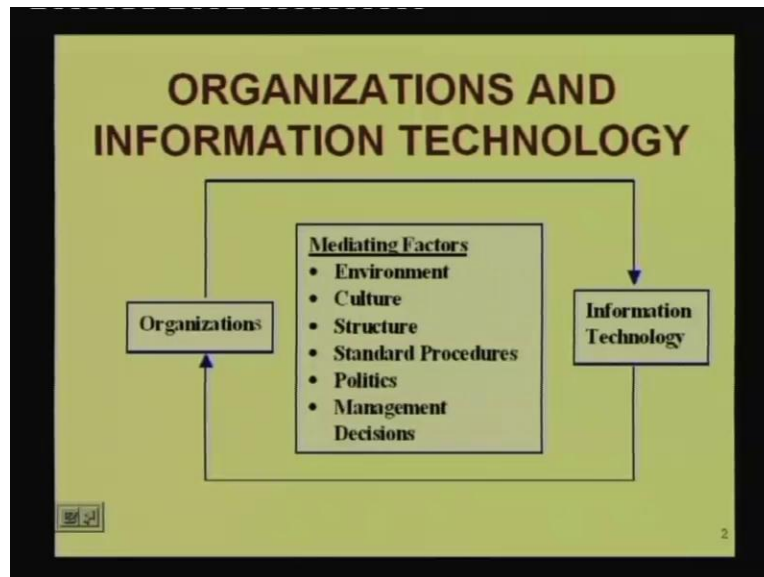 ORGANIZATIONS AND
INFORMATION TECHNOLOGY
Mediating Factors
• Environment
• Culture
• Structure
• Standard Procedures
• Politics
• Management
Decisions
Organizations
Information
Technology
2